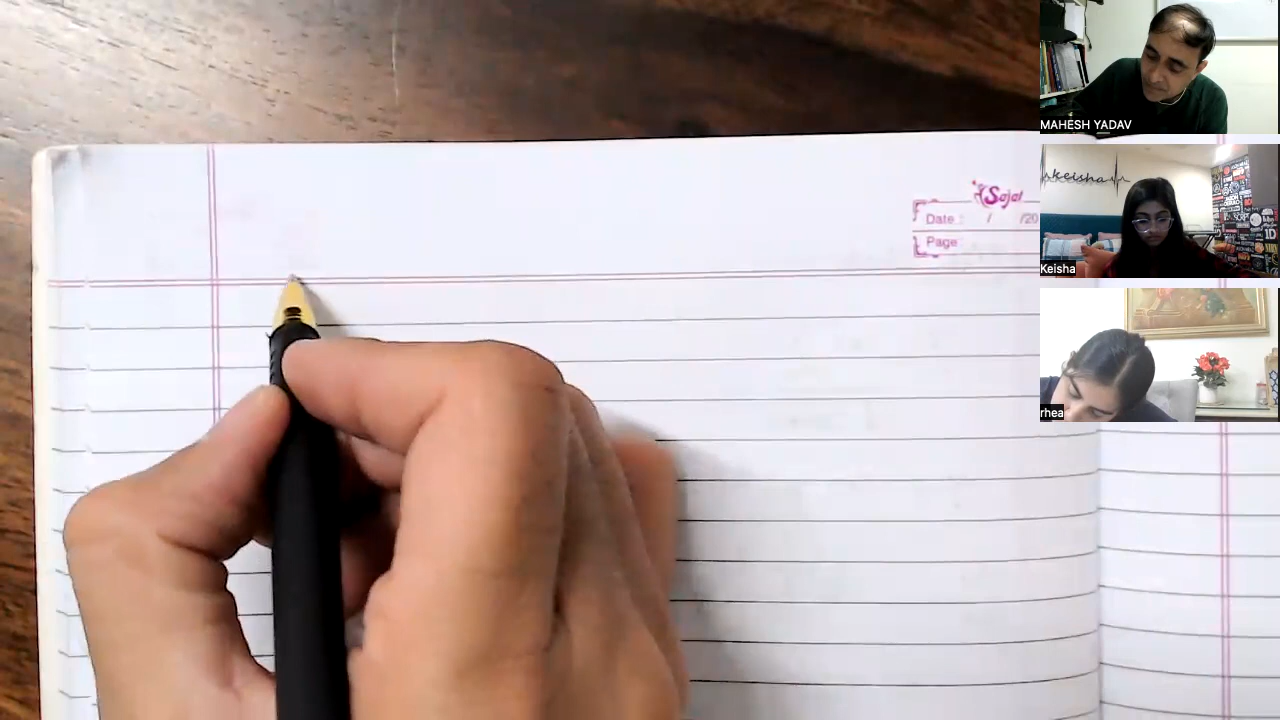 MAHESH YADAV
Sajal
Date : / /20
Page
Keisha
Keisha
rhea